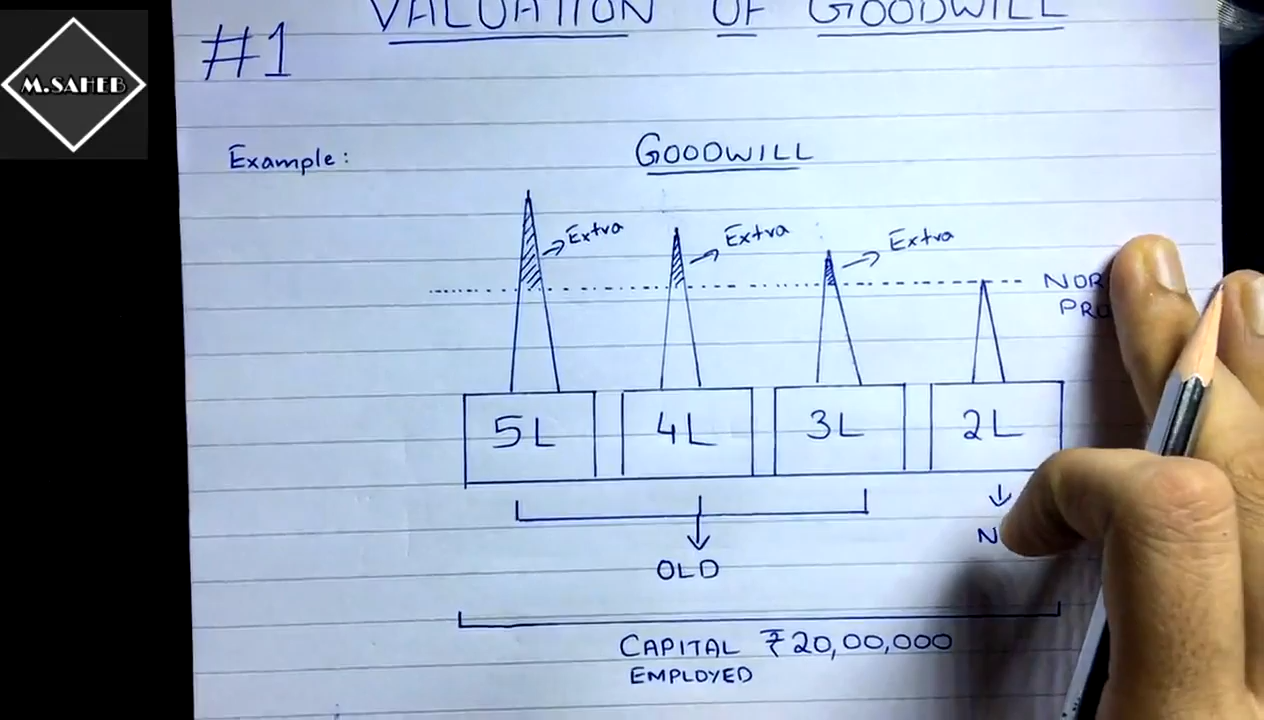 VALUATION OF GOODWILL
#1
M.SAHEB
Example:
GOODWILL
Extra
Extra
Extra
5L
4L
3L
2L
OLD
CAPITAL ₹20,00,000
EMPLOYED